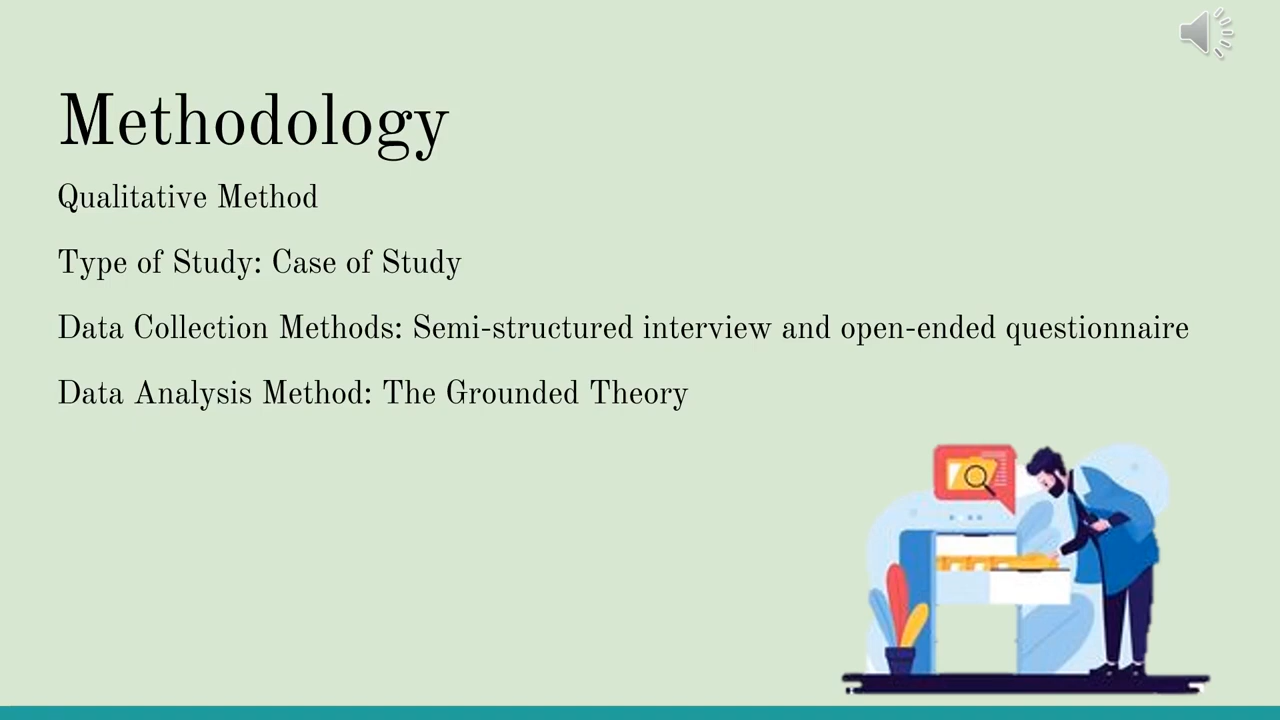 Methodology
Qualitative Method
Type of Study: Case of Study
Data Collection Methods: Semi-structured interview and open-ended questionnaire
Data Analysis Method: The Grounded Theory